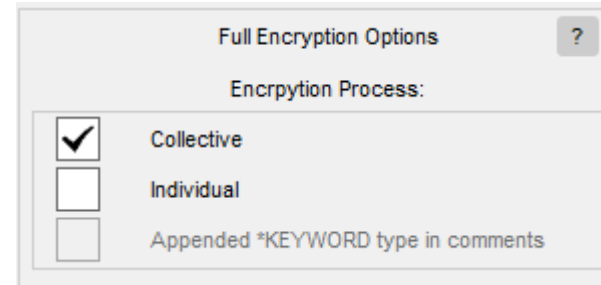 Full Encryption Options ?
Encrpytion Process:
Collective
Individual
Appended *KEYWORD type in comments